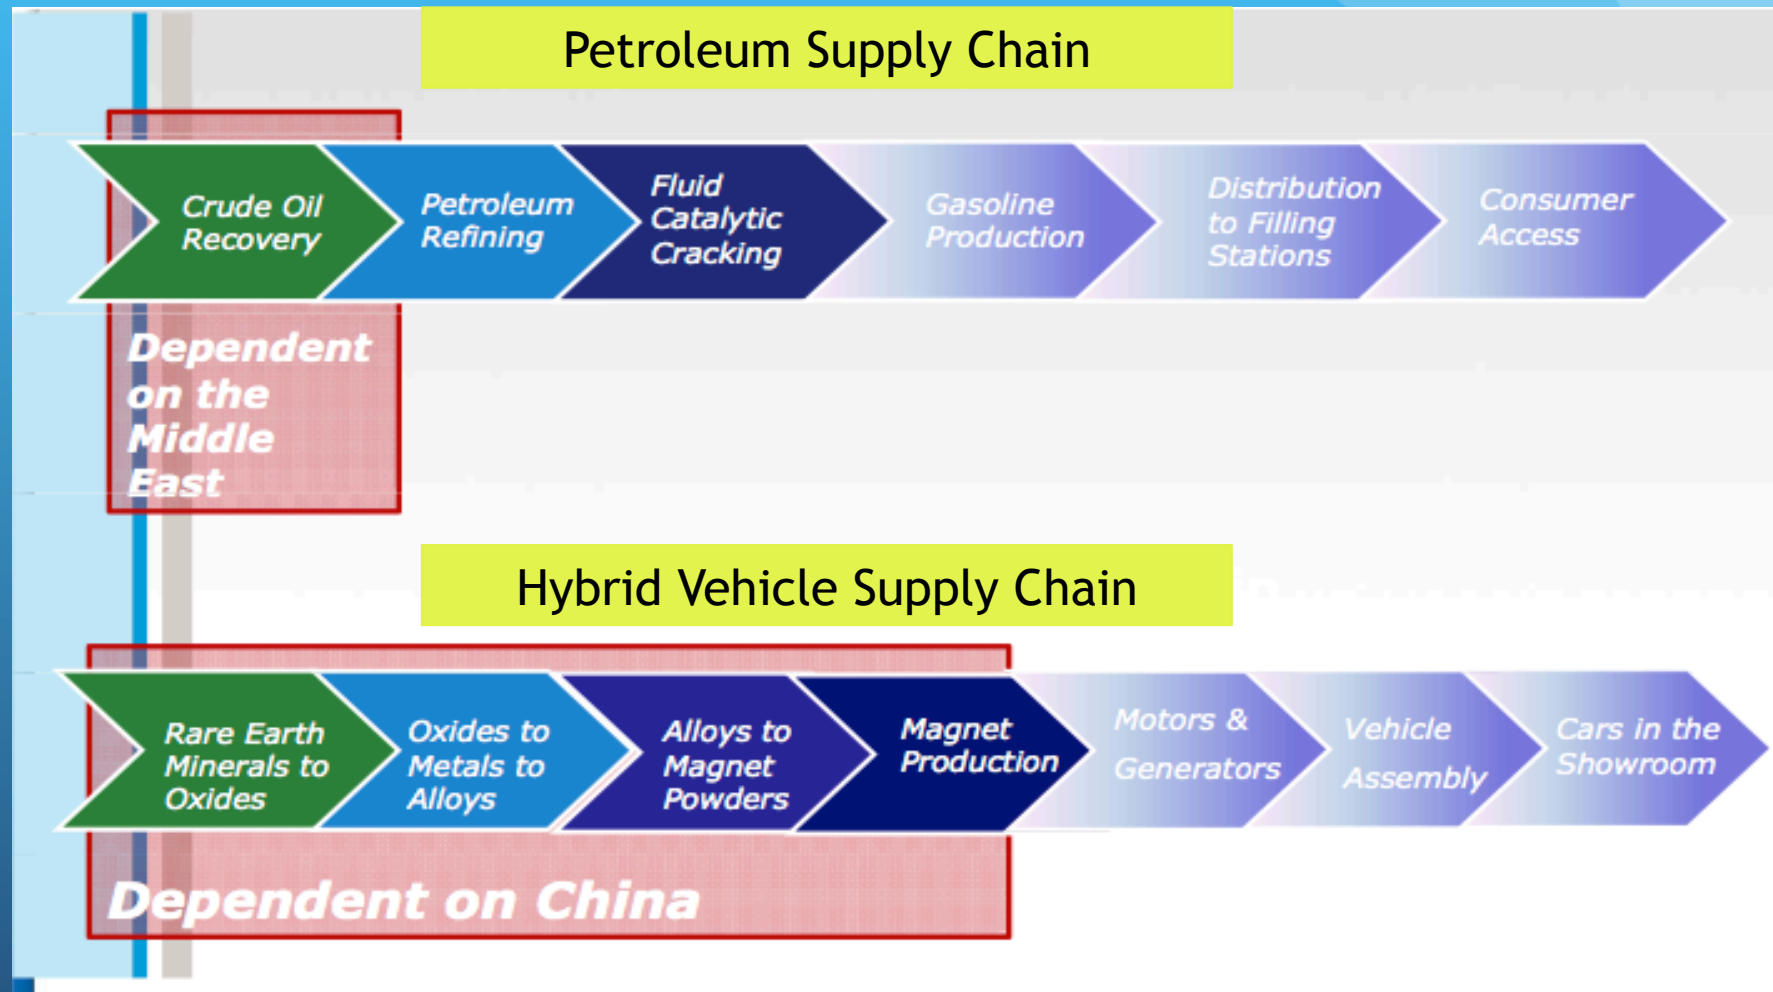 Petroleum Supply Chain
Crude Oil
Recovery
Petroleum
Refining
Fluid
Catalytic
Cracking
Gasoline
Production
Distribution
to Filling
Stations
Consumer
Access
Dependent
on the
Middle
East
Hybrid Vehicle Supply Chain
Rare Earth
Minerals to
Oxides
Oxides to
Metals to
Alloys
Alloys to
Magnet
Powders
Magnet
Production
Motors &
Generators
Vehicle
Assembly
Cars in the
Showroom
Dependent on China